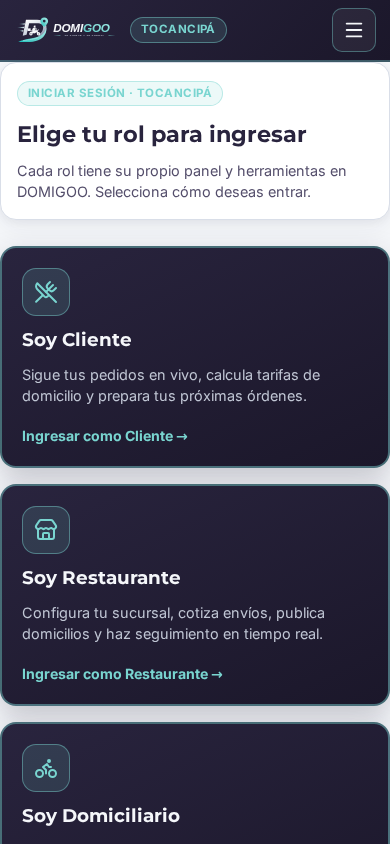 DOMIGOO
TOCANCIPÁ
INICIAR SESIÓN · TOCANCIPÁ
Elige tu rol para ingresar
Cada rol tiene su propio panel y herramientas en
DOMIGOO. Selecciona cómo deseas entrar.
Soy Cliente
Sigue tus pedidos en vivo, calcula tarifas de
domicilio y prepara tus próximas órdenes.
Ingresar como Cliente →
Soy Restaurante
Configura tu sucursal, cotiza envíos, publica
domicilios y haz seguimiento en tiempo real.
Ingresar como Restaurante →
Soy Domiciliario